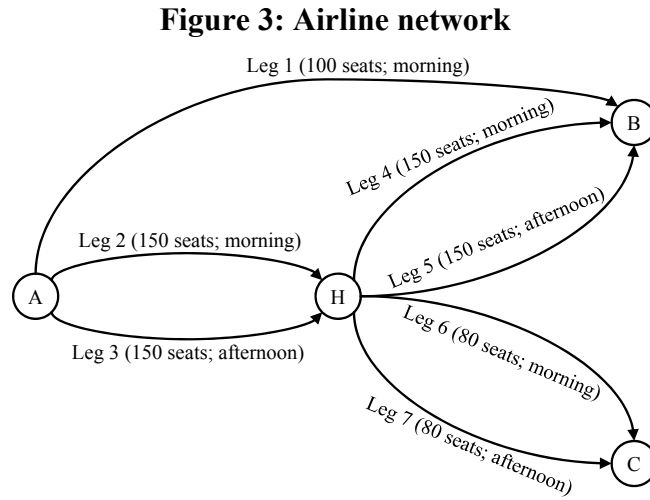 Figure 3: Airline network
Leg 1 (100 seats; morning)
B
Leg 4 (150 seats; morning)
Leg 5 (150 seats; afternoon)
Leg 2 (150 seats; morning)
A
H
Leg 3 (150 seats; afternoon)
Leg 6 (80 seats; morning)
Leg 7 (80 seats; afternoon)
C